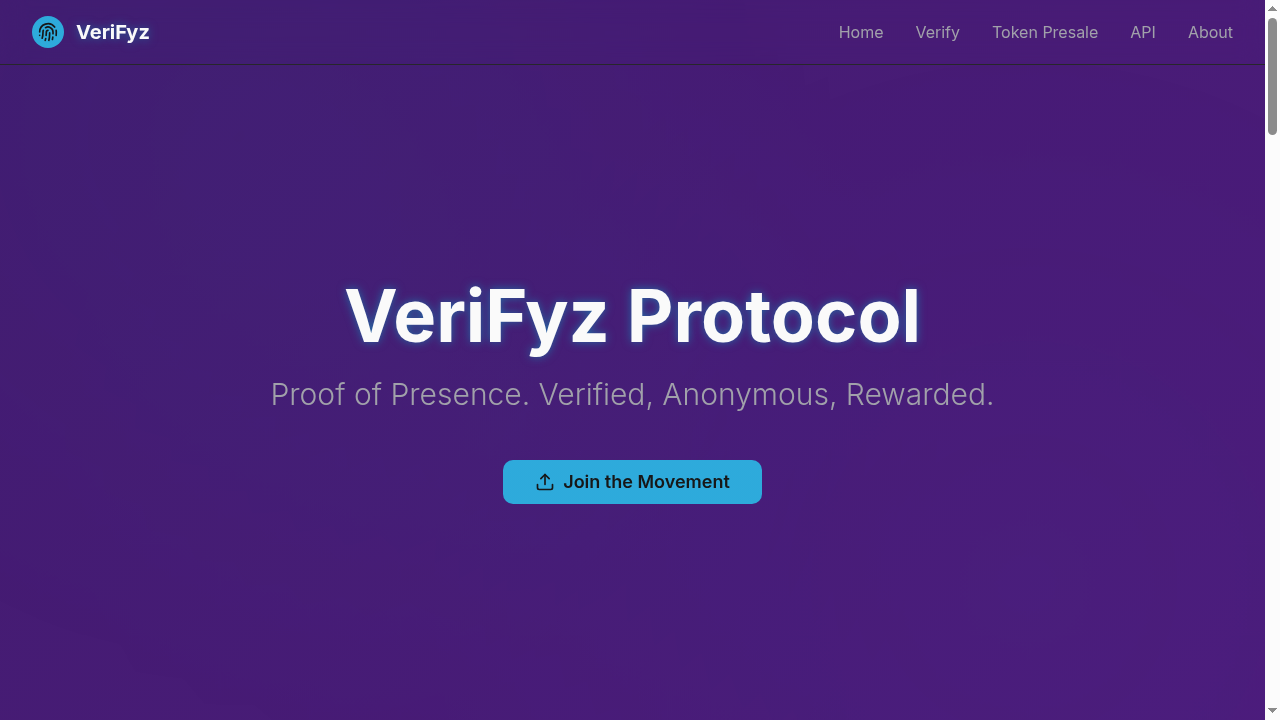 VeriFyz
Home
Verify
Token Presale
API
About
VeriFyz Protocol
Proof of Presence. Verified, Anonymous, Rewarded.
Join the Movement